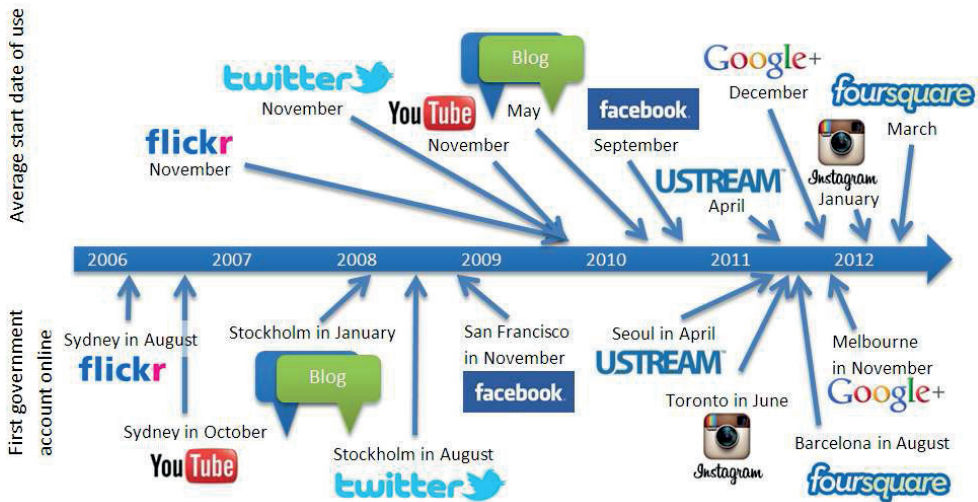 Average start date of use
twitter
November
flickr
November
You Tube
November
Blog
May
facebook
September
USTREAM™
April
Google+
December
Instagram
January
foursquare
March
2006
2007
2008
2009
2010
2011
2012
First government
account online
Sydney in August
flickr
Sydney in October
You Tube
Stockholm in January
Blog
Stockholm in August
twitter
San Francisco
in November
facebook
Seoul in April
USTREAM™
Toronto in June
Instagram
Barcelona in August
foursquare
Melbourne
in November
Google+